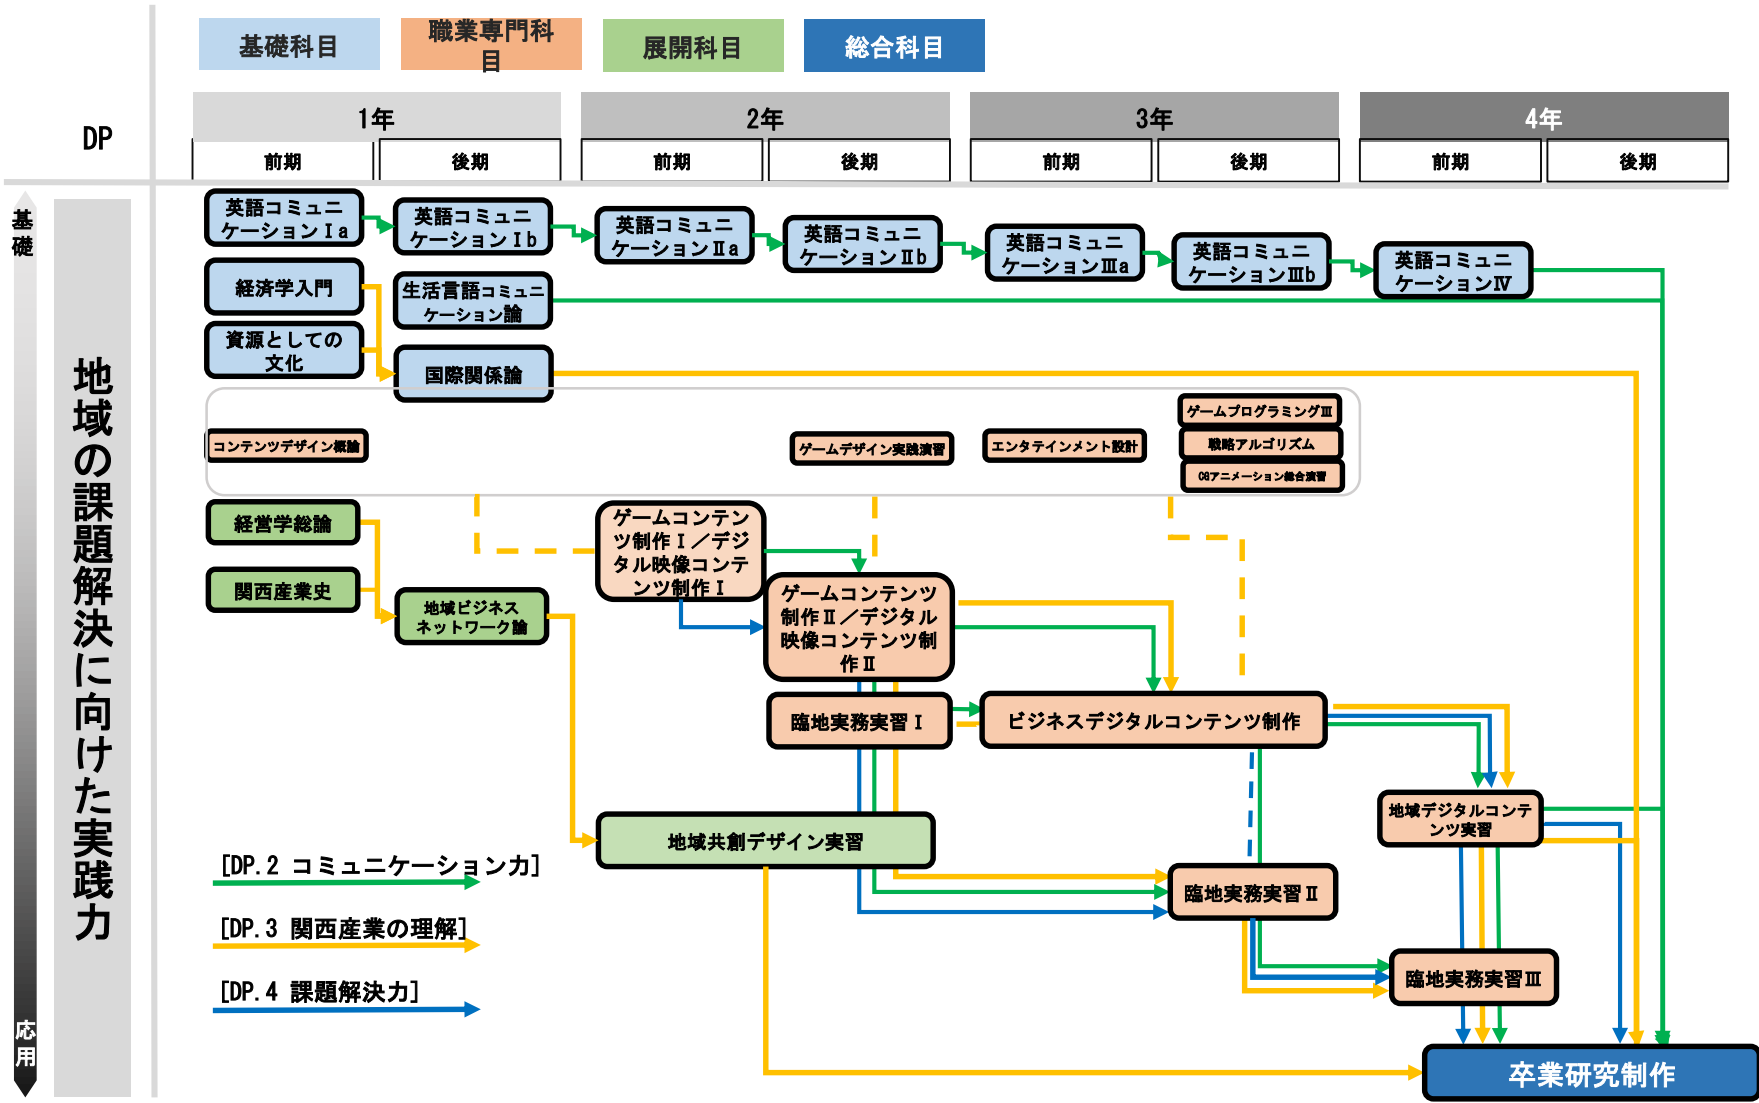 基礎科目
職業専門科
目
展開科目
総合科目
DP
1年
2年
3年
4年
前期
後期
前期
後期
前期
後期
前期
後期
基
礎
応
用
地域の課題解決に向けた実践力
英語コミュニ
ケーションⅠa
英語コミュニ
ケーションⅠb
英語コミュニ
ケーションⅡa
英語コミュニ
ケーションⅡb
英語コミュニ
ケーションⅢa
英語コミュニ
ケーションⅢb
英語コミュニ
ケーションⅣ
経済学入門
生活言語コミュニ
ケーション論
資源としての
文化
国際関係論
コンテンツデザイン概論
ゲームデザイン実践演習
エンタテインメント設計
ゲームプログラミングⅢ
戦略アルゴリズム
CGアニメーション総合演習
経営学総論
関西産業史
地域ビジネス
ネットワーク論
ゲームコンテン
ツ制作Ⅰ／デジ
タル映像コンテ
ンツ制作Ⅰ
ゲームコンテンツ
制作Ⅱ／デジタル
映像コンテンツ制
作Ⅱ
臨地実務実習Ⅰ
ビジネスデジタルコンテンツ制作
地域デジタルコンテ
ンツ実習
地域共創デザイン実習
臨地実務実習Ⅱ
臨地実務実習Ⅲ
卒業研究制作
[DP.2 コミュニケーション力]
[DP.3 関西産業の理解]
[DP.4 課題解決力]